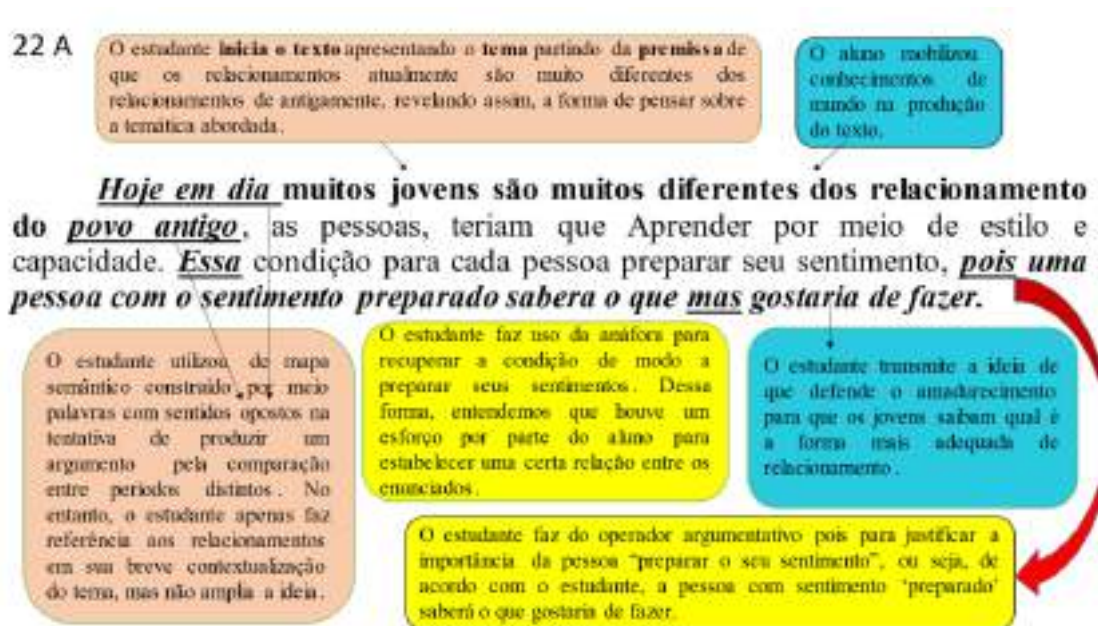 22 A
O estudante inicia o texto apresentando o tema partindo da premissa de
que os relacionamentos atualmente são muito diferentes dos
relacionamentos de antigamente, revelando assim, a forma de pensar sobre
a temática abordada.
O aluno mobilizou
conhecimentos de
mundo na produção
do texto.
Hoje em dia muitos jovens são muitos diferentes dos relacionamento
do povo antigo, as pessoas, teriam que Aprender por meio de estilo e
capacidade. Essa condição para cada pessoa preparar seu sentimento, pois uma
pessoa com o sentimento preparado sabera o que mas gostaria de fazer.
O estudante utilizou de mapa
semântico construído por meio
palavras com sentidos opostos na
tentativa de produzir um
argumento pela comparação
entre períodos distintos. No
entanto, o estudante apenas faz
referência aos relacionamentos
em sua breve contextualização
do tema, mas não amplia a ideia.
O estudante faz uso da anáfora para
recuperar a condição de modo a
preparar seus sentimentos. Dessa
forma, entendemos que houve um
esforço por parte do aluno para
estabelecer uma certa relação entre os
enunciados.
O estudante transmite a ideia de
que defende o amadurecimento
para que os jovens saibam qual é
a forma mais adequada de
relacionamento.
O estudante faz do operador argumentativo pois para justificar a
importância da pessoa “preparar o seu sentimento”, ou seja, de
acordo com o estudante, a pessoa com sentimento ‘preparado’
saberá o que gostaria de fazer.